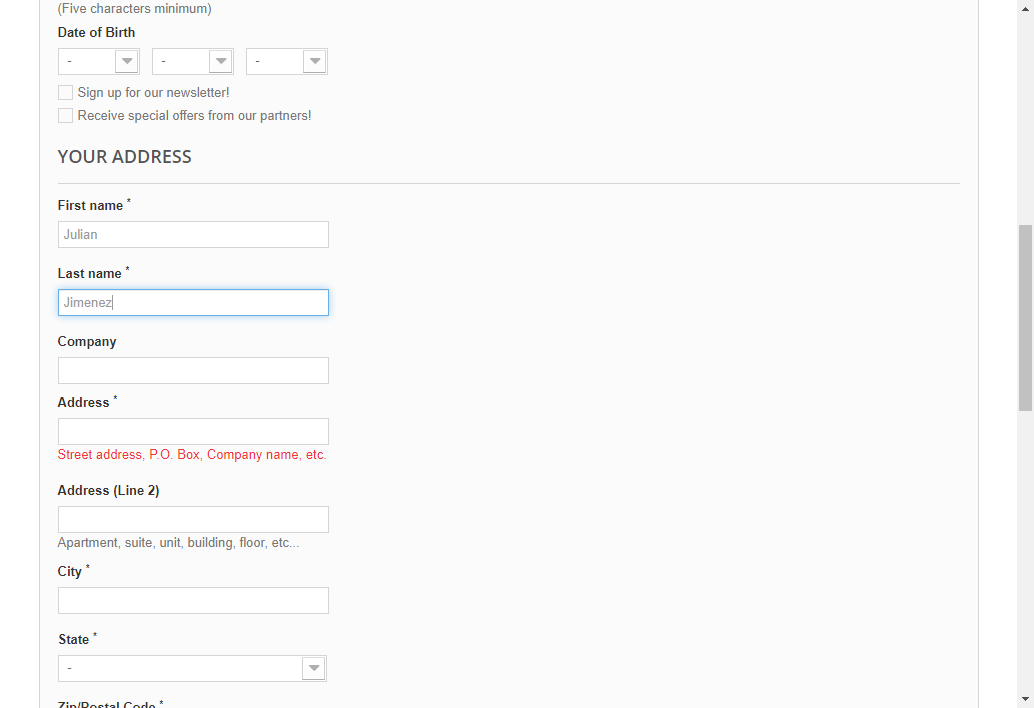 (Five characters minimum)
Date of Birth
- - -
Sign up for our newsletter!
Receive special offers from our partners!
YOUR ADDRESS
First name *
Julian
Last name *
Jimenez
Company
Address *
Street address, P.O. Box, Company name, etc.
Address (Line 2)
Apartment, suite, unit, building, floor, etc...
City *
State *
-
Zip/Postal Code *